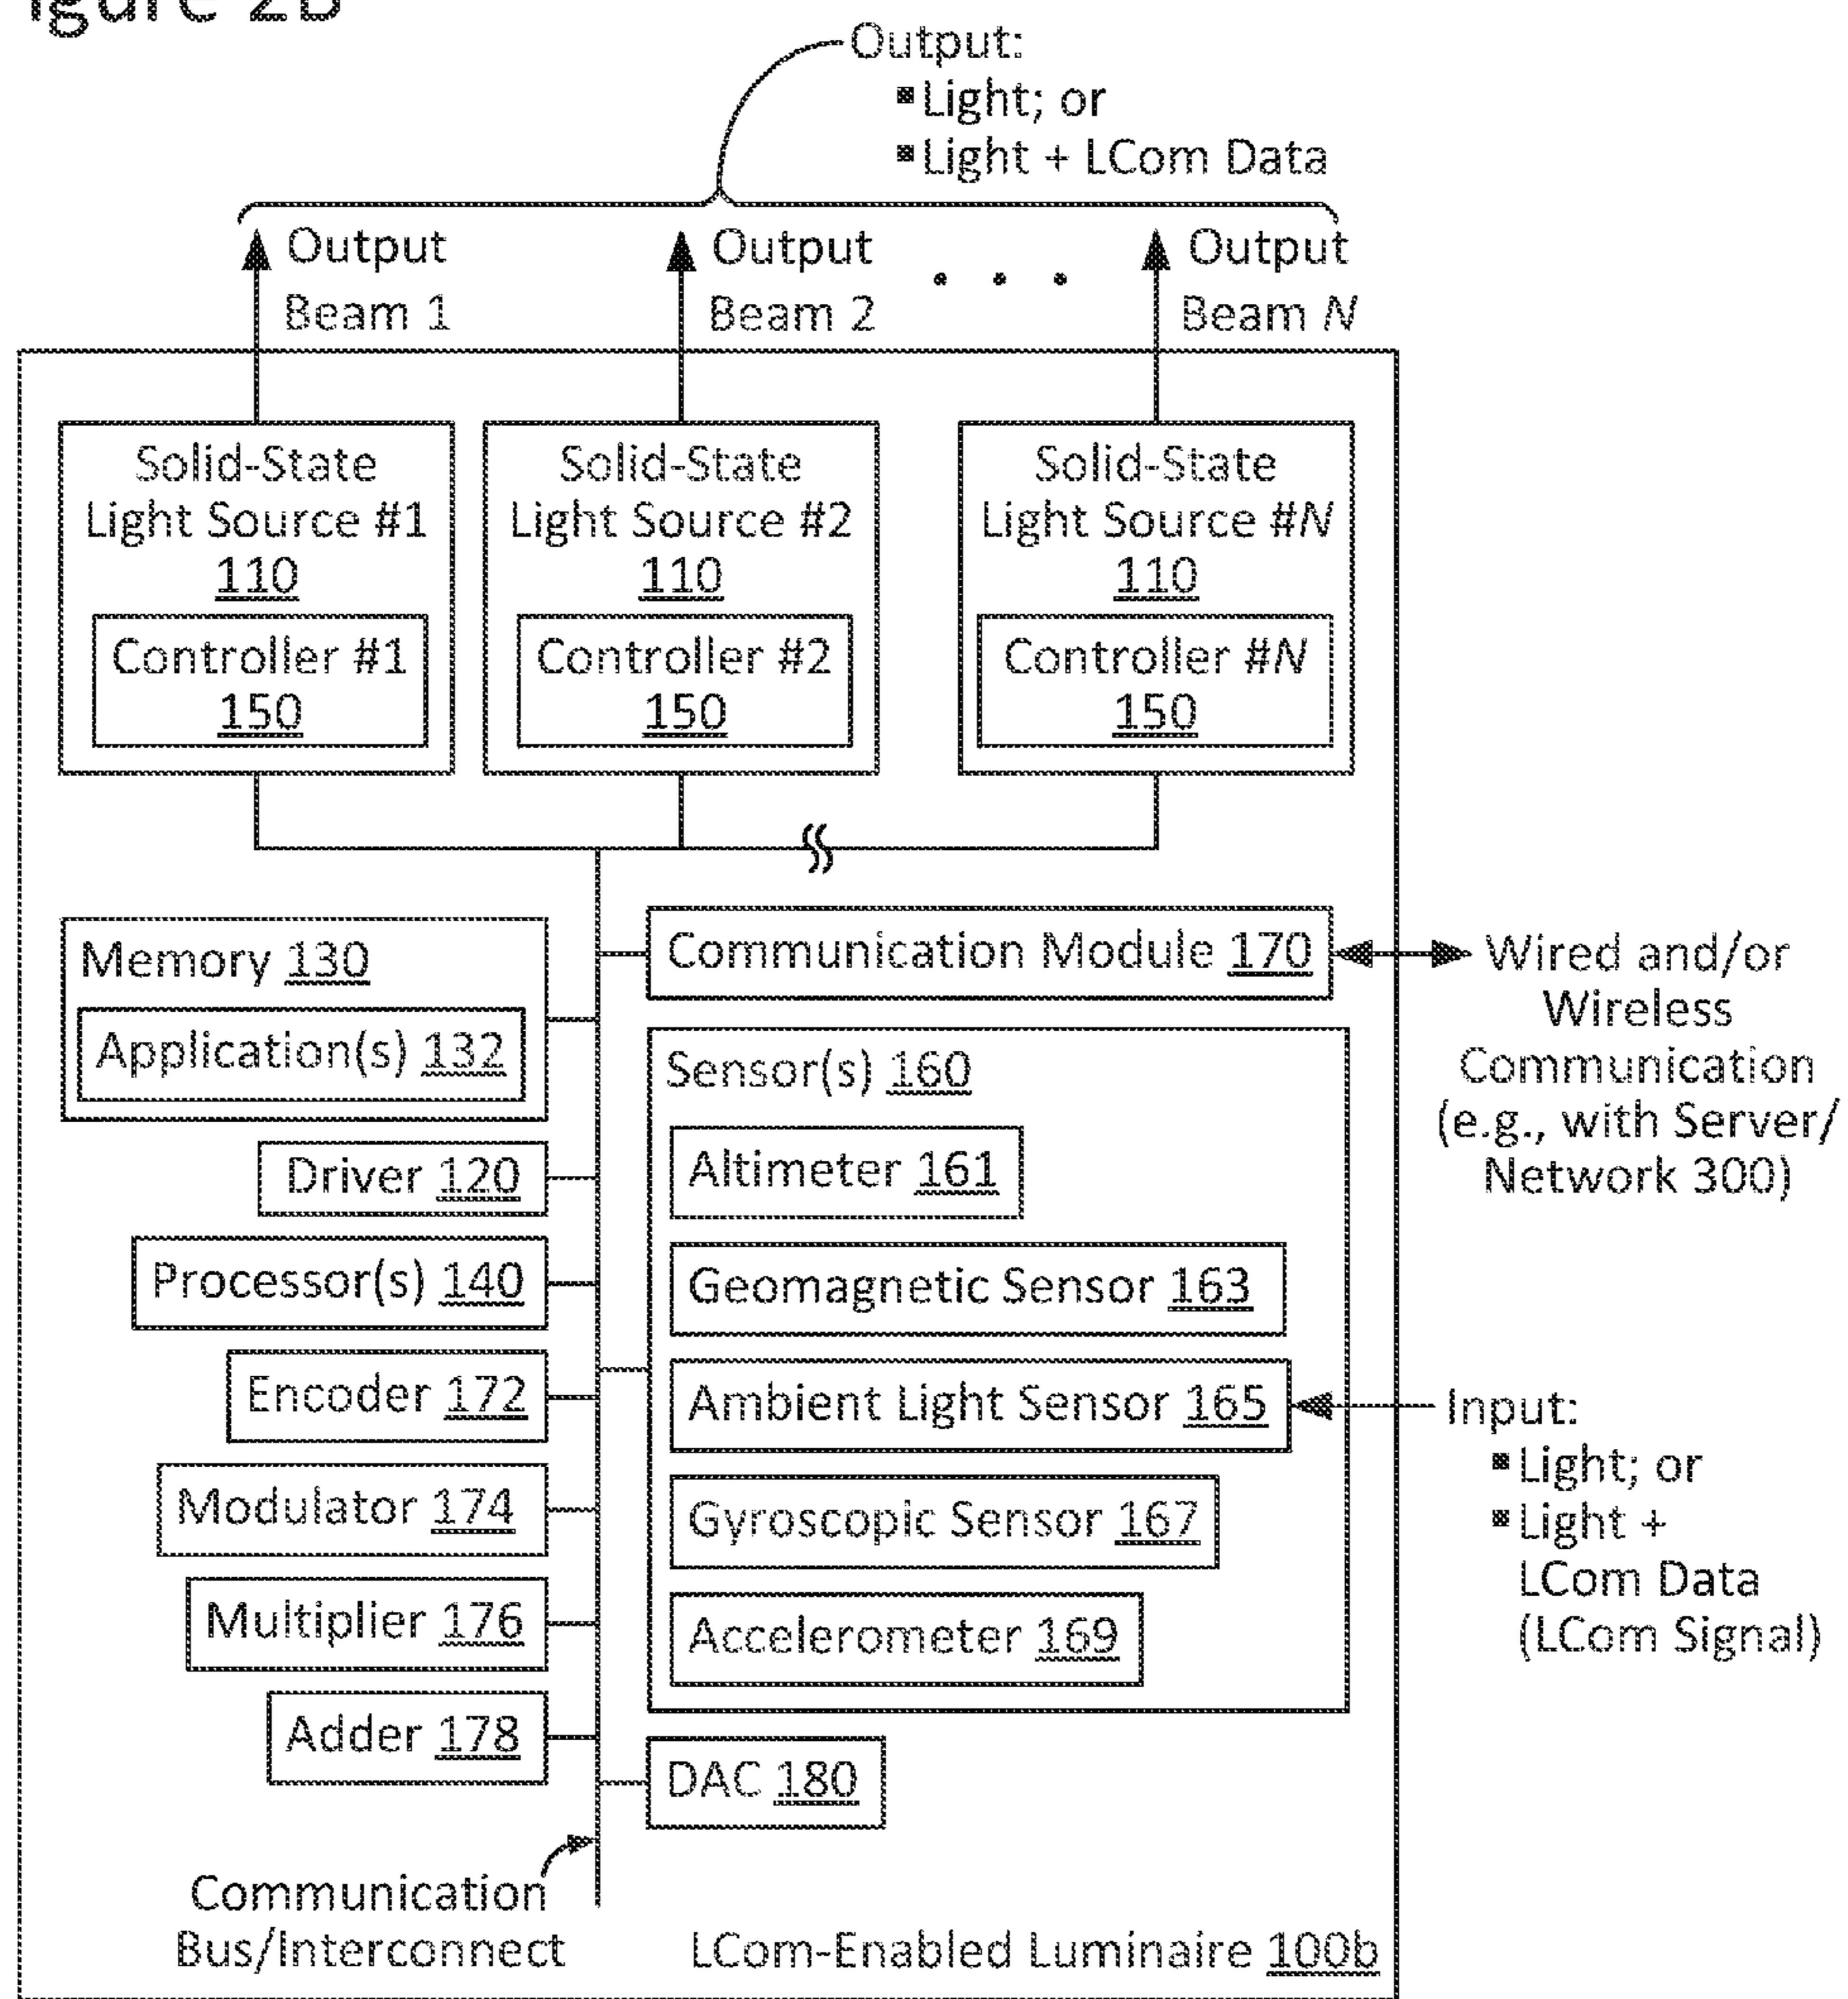 igure 2B
Output:
▪Light; or
▪Light + LCom Data
Output
Beam 1
Output
Beam 2
. . .
Output
Beam N
Solid-State
Light Source #1
110
Controller #1
150
Solid-State
Light Source #2
110
Controller #2
150
Solid-State
Light Source #N
110
Controller #N
150
Memory 130
Application(s) 132
Driver 120
Processor(s) 140
Encoder 172
Modulator 174
Multiplier 176
Adder 178
Communication
Bus/Interconnect
Communication Module 170
Sensor(s) 160
Altimeter 161
Geomagnetic Sensor 163
Ambient Light Sensor 165
Gyroscopic Sensor 167
Accelerometer 169
DAC 180
LCom-Enabled Luminaire 100b
Wired and/or
Wireless
Communication
(e.g., with Server/
Network 300)
Input:
▪Light; or
▪Light +
LCom Data
(LCom Signal)